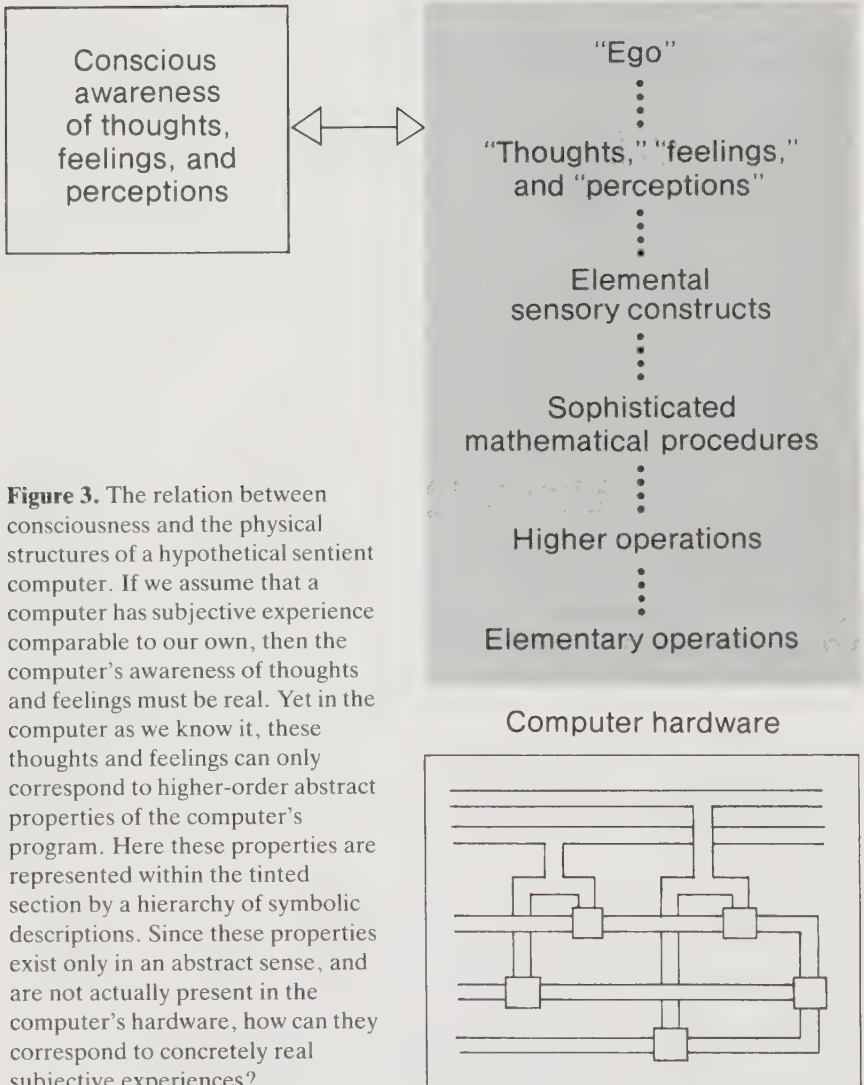 Conscious
awareness
of thoughts,
feelings, and
perceptions
“Ego”
“Thoughts,” “feelings,”
and “perceptions”
Elemental
sensory constructs
Sophisticated
mathematical procedures
Higher operations
Elementary operations
Computer hardware
Figure 3. The relation between
consciousness and the physical
structures of a hypothetical sentient
computer. If we assume that a
computer has subjective experience
comparable to our own, then the
computer’s awareness of thoughts
and feelings must be real. Yet in the
computer as we know it, these
thoughts and feelings can only
correspond to higher-order abstract
properties of the computer’s
program. Here these properties are
represented within the tinted
section by a hierarchy of symbolic
descriptions. Since these properties
exist only in an abstract sense, and
are not actually present in the
computer’s hardware, how can they
correspond to concretely real
subjective experiences?